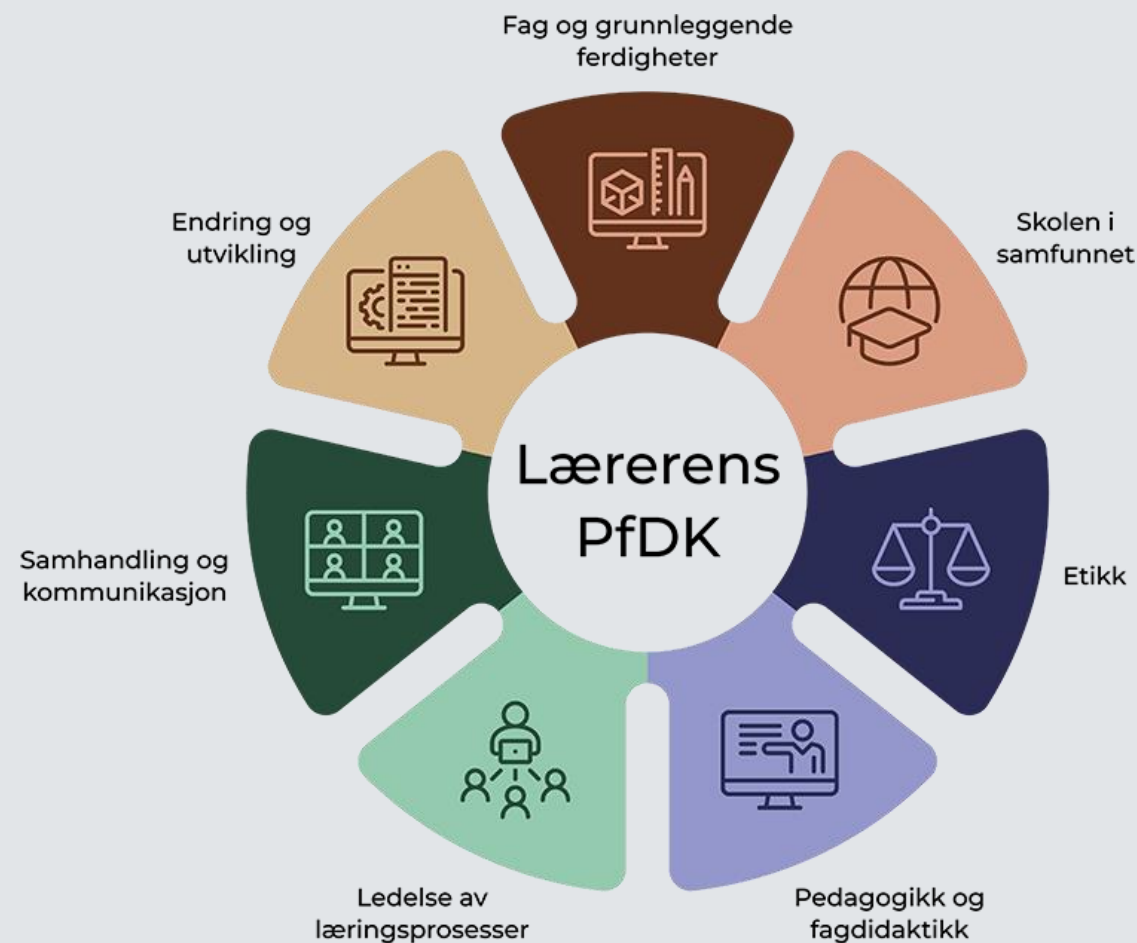 Fag og grunnleggende
ferdigheter
Skolen i
samfunnet
Etikk
Pedagogikk og
fagdidaktikk
Ledelse av
læringsprosesser
Samhandling og
kommunikasjon
Endring og
utvikling
Lærerens
PfDK